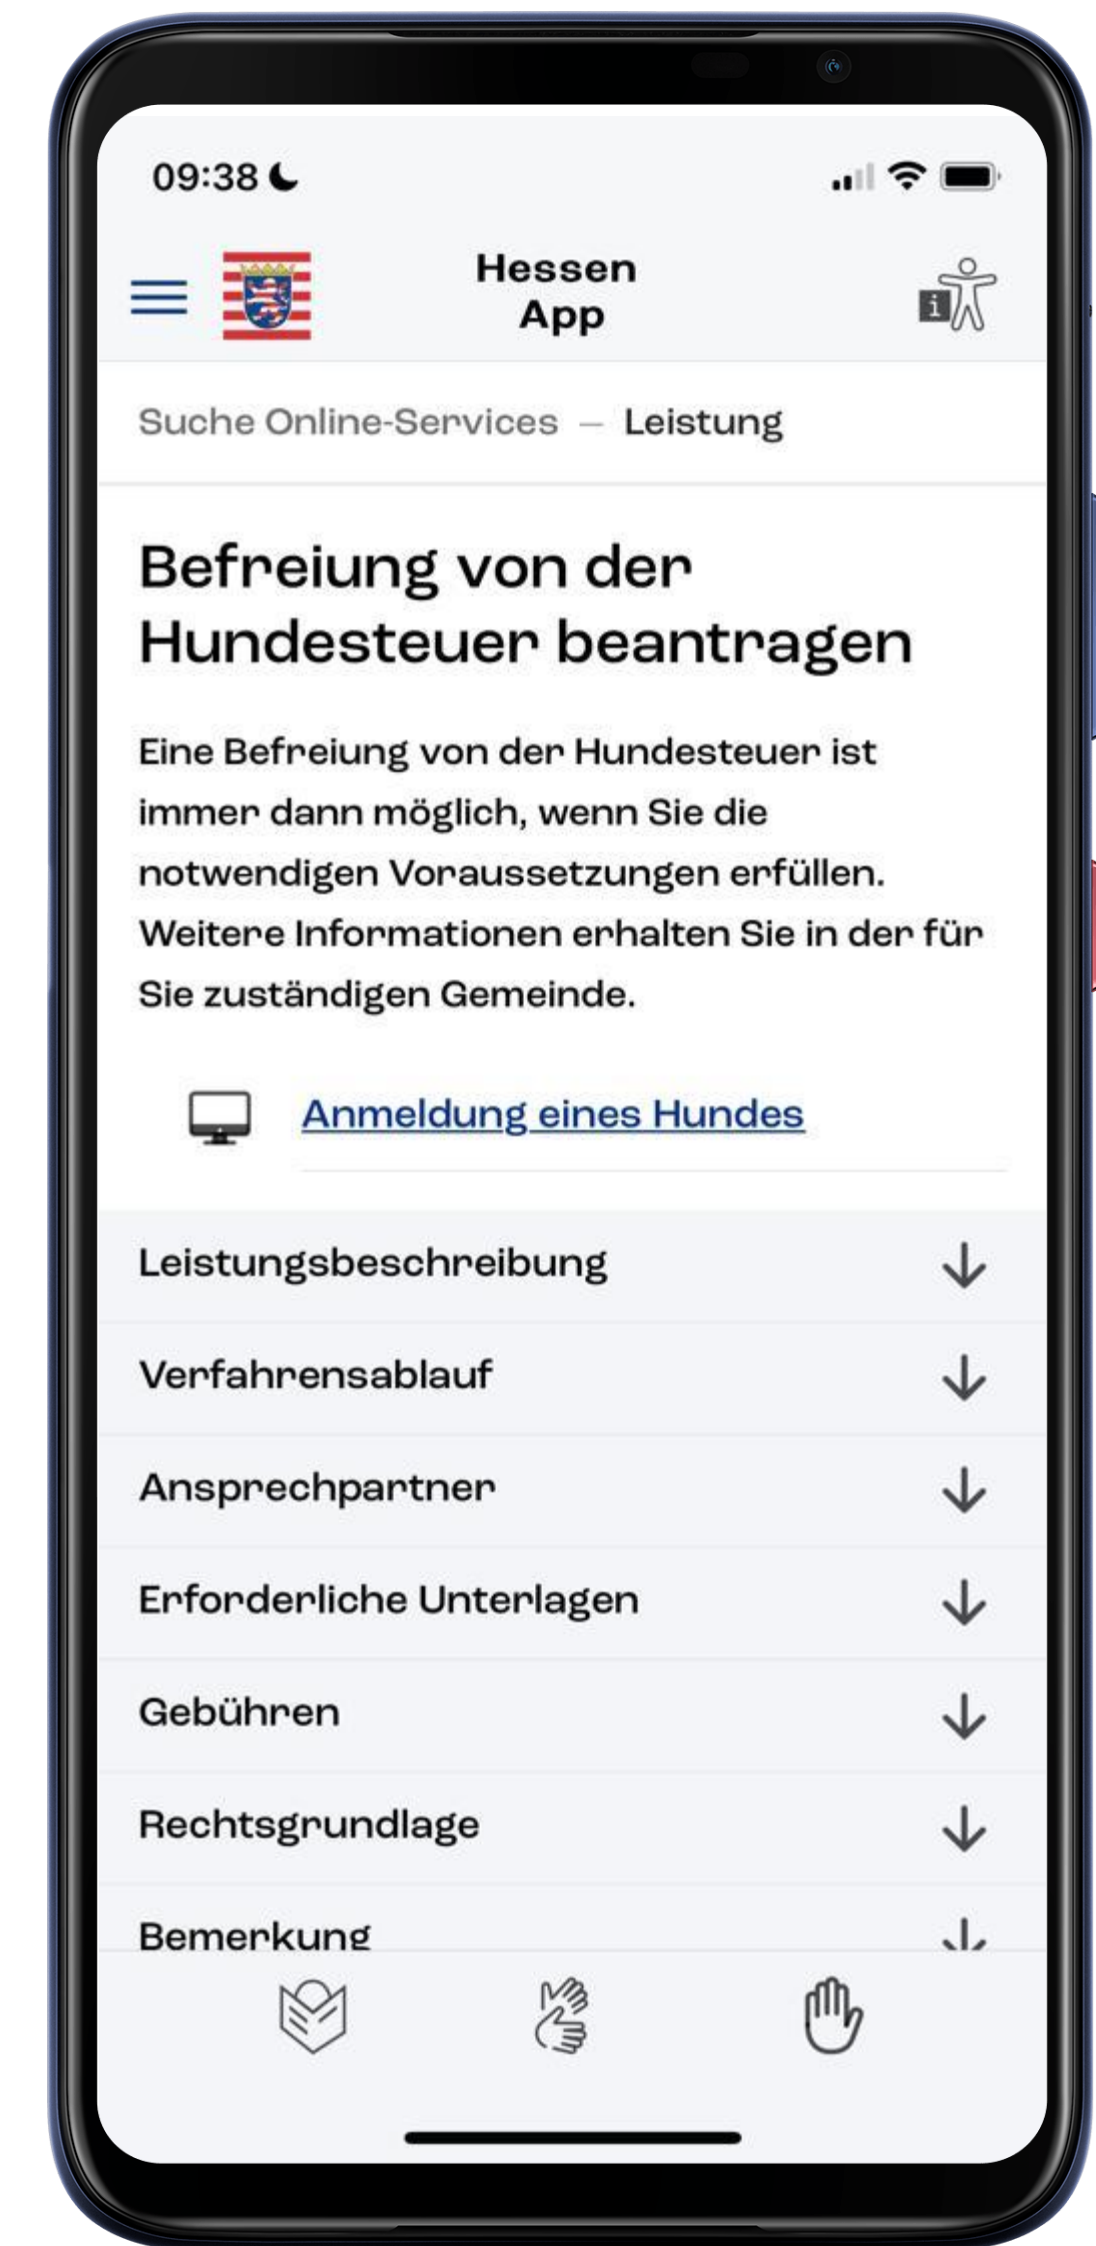 09:38
Hessen
App
Suche Online-Services – Leistung
Befreiung von der
Hundesteuer beantragen
Eine Befreiung von der Hundesteuer ist
immer dann möglich, wenn Sie die
notwendigen Voraussetzungen erfüllen.
Weitere Informationen erhalten Sie in der für
Sie zuständigen Gemeinde.
Anmeldung eines Hundes
Leistungsbeschreibung
Verfahrensablauf
Ansprechpartner
Erforderliche Unterlagen
Gebühren
Rechtsgrundlage
Bemerkung